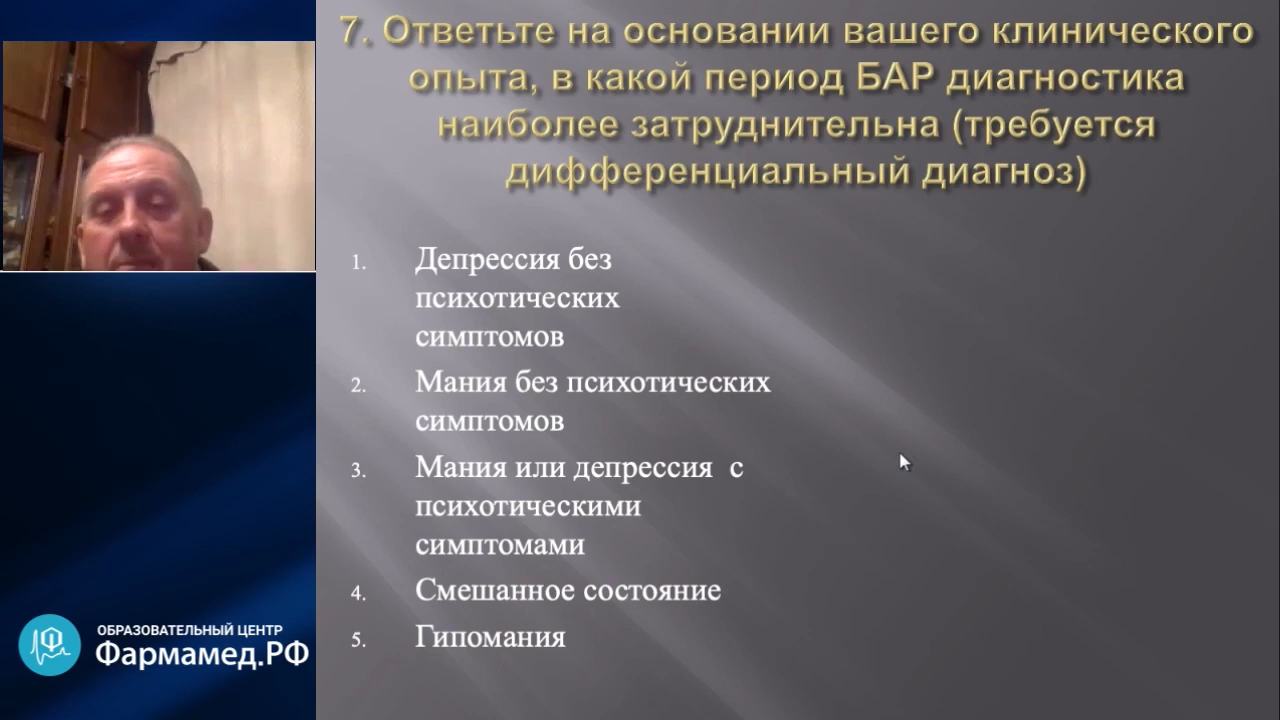 7. Ответьте на основании вашего клинического
опыта, в какой период БАР диагностика
наиболее затруднительна (требуется
дифференциальный диагноз)
1. Депрессия без
психотических
симптомов
2. Мания без психотических
симптомов
3. Мания или депрессия с
психотическими
симптомами
4. Смешанное состояние
5. Гипомания
ОБРАЗОВАТЕЛЬНЫЙ ЦЕНТР
Фармамед.РФ